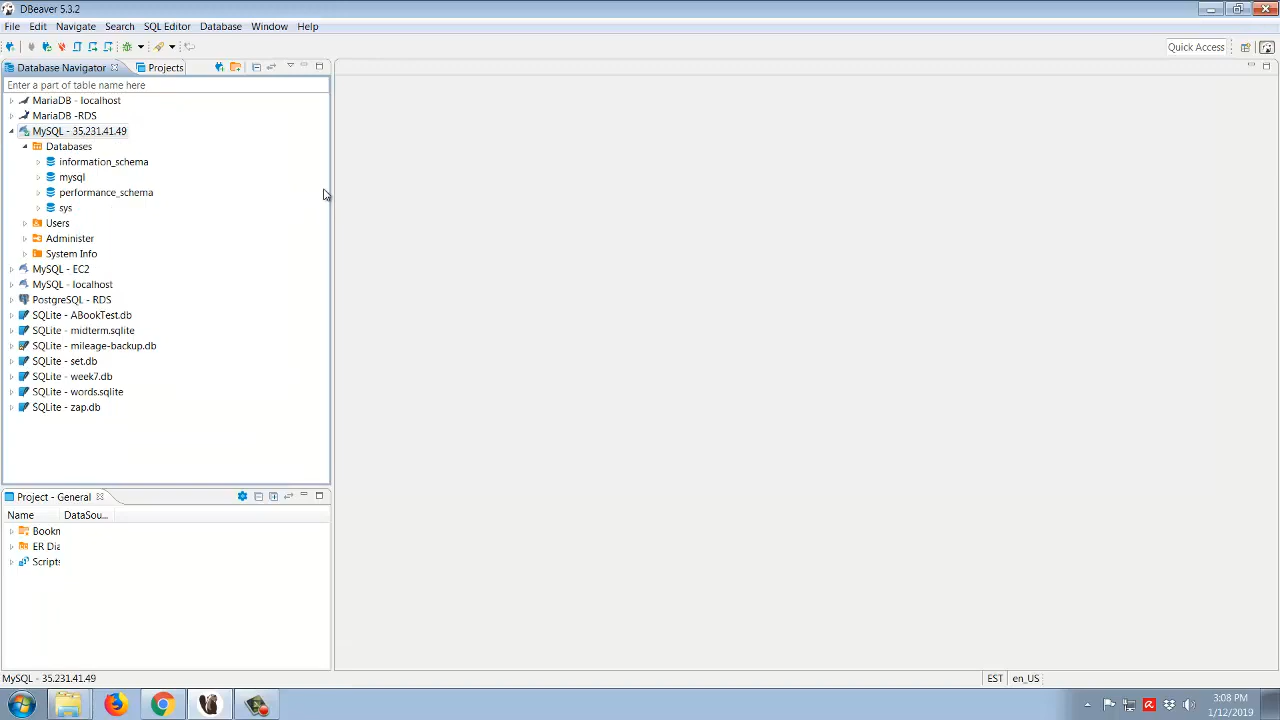 DBeaver 5.3.2
File Edit Navigate Search SQL Editor Database Window Help
Quick Access
Database Navigator Projects
Enter a part of table name here
MariaDB - localhost
MariaDB -RDS
MySQL - 35.231.41.49
Databases
information_schema
mysql
performance_schema
sys
Users
Administer
System Info
MySQL - EC2
MySQL - localhost
PostgreSQL - RDS
SQLite - ABookTest.db
SQLite - midterm.sqlite
SQLite - mileage-backup.db
SQLite - set.db
SQLite - week7.db
SQLite - words.sqlite
SQLite - zap.db
Project - General
Name DataSou...
Bookn
ER Dia
Scripts
MySQL - 35.231.41.49 EST en_US
3:08 PM
1/12/2019